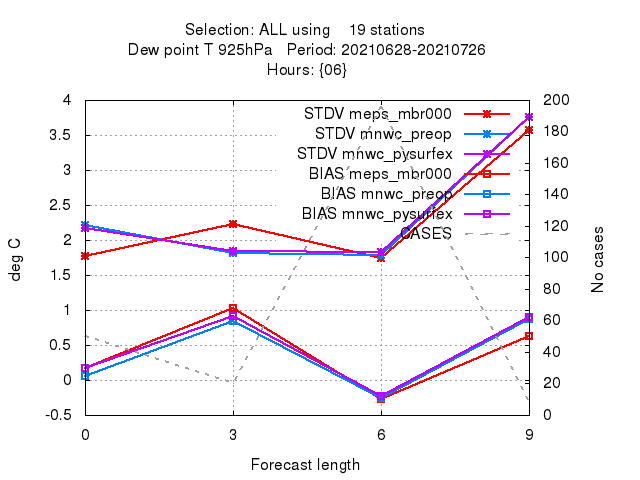 Selection: ALL using 19 stations
Dew point T 925hPa Period: 20210628-20210726
Hours: {06}
4
3.5
3
2.5
2
1.5
1
0.5
0
-0.5
200
180
160
140
120
100
80
60
40
20
0
0
3
6
9
deg C
No cases
Forecast length
STDV meps_mbr000
STDV mnwc_preop
STDV mnwc_pysurfex
BIAS meps_mbr000
BIAS mnwc_preop
BIAS mnwc_pysurfex
CASES